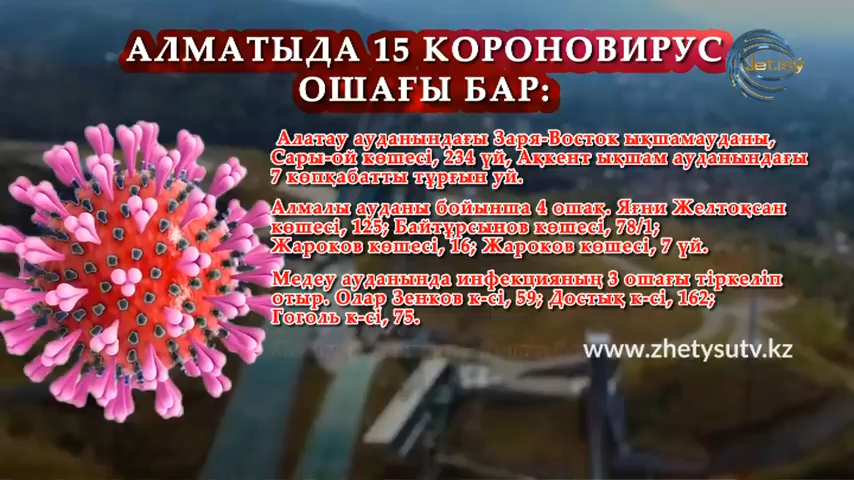 АЛМАТЫДА 15 КОРОНОВИРУС
ОШАҒЫ БАР:
Jetisy
Алатау ауданындағы Заря-Восток ықшамауданы,
Сары-ой көшесі, 234 үй, Аққент ықшам ауданындағы
7 көпқабатты тұрғын уй.
Алмалы ауданы бойынша 4 ошақ. Яғни Желтоқсан
көшесі, 125; Байтұрсынов көшесі, 78/1;
Жароков көшесі, 16; Жароков көшесі, 7 үй.
Медеу ауданында инфекцияның 3 ошағы тіркеліп
отыр. Олар Зенков к-сі, 59; Достық к-сі, 162;
Гоголь к-сі, 75.
www.zhetysutv.kz